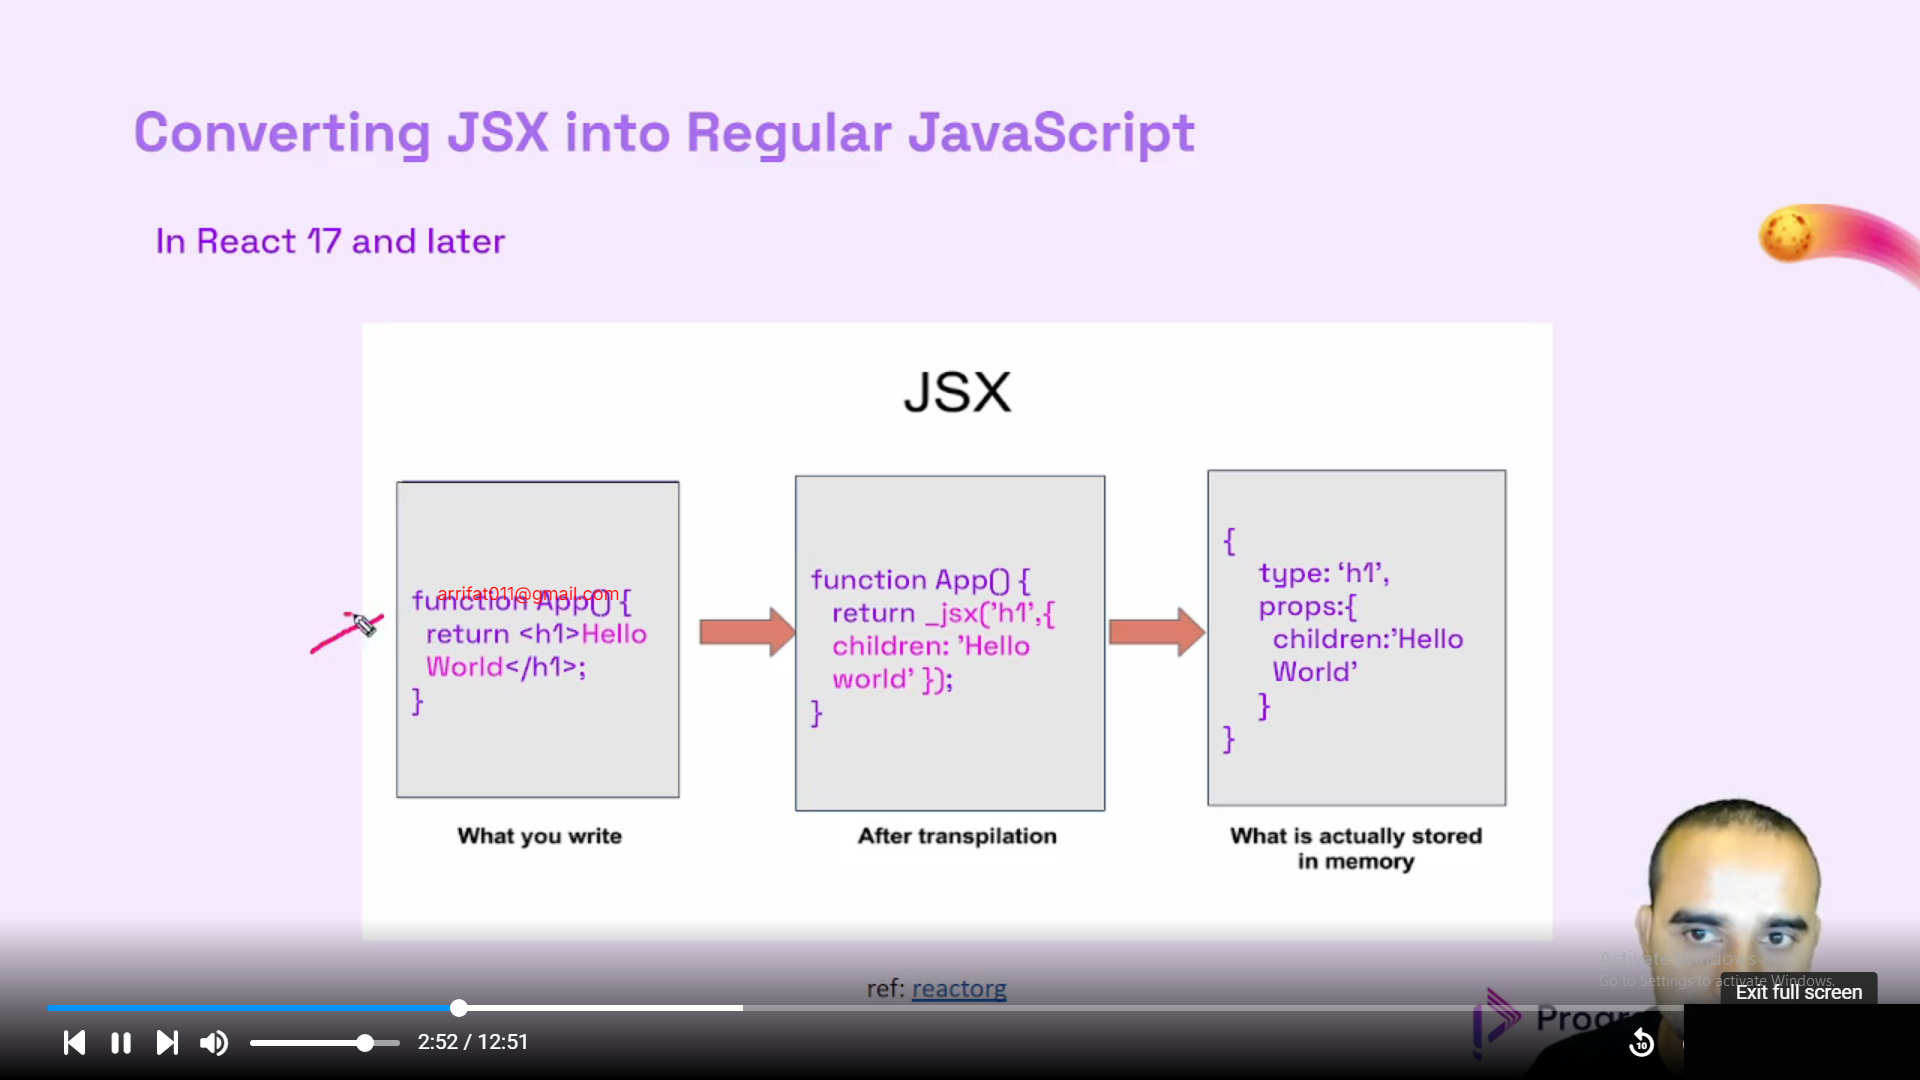 Converting JSX into Regular JavaScript
In React 17 and later
JSX
function App() {
return <h1>Hello
World</h1>;
}
arrifat011@gmail.com
What you write
function App() {
return _jsx('h1',{
children: 'Hello
world' });
}
After transpilation
{
type: ‘h1’,
props:{
children:’Hello
World’
}
}
What is actually stored
in memory
ref: reactorg
Activate Windows
Go to Settings to activate Windows.
Exit full screen
2:52 / 12:51
10